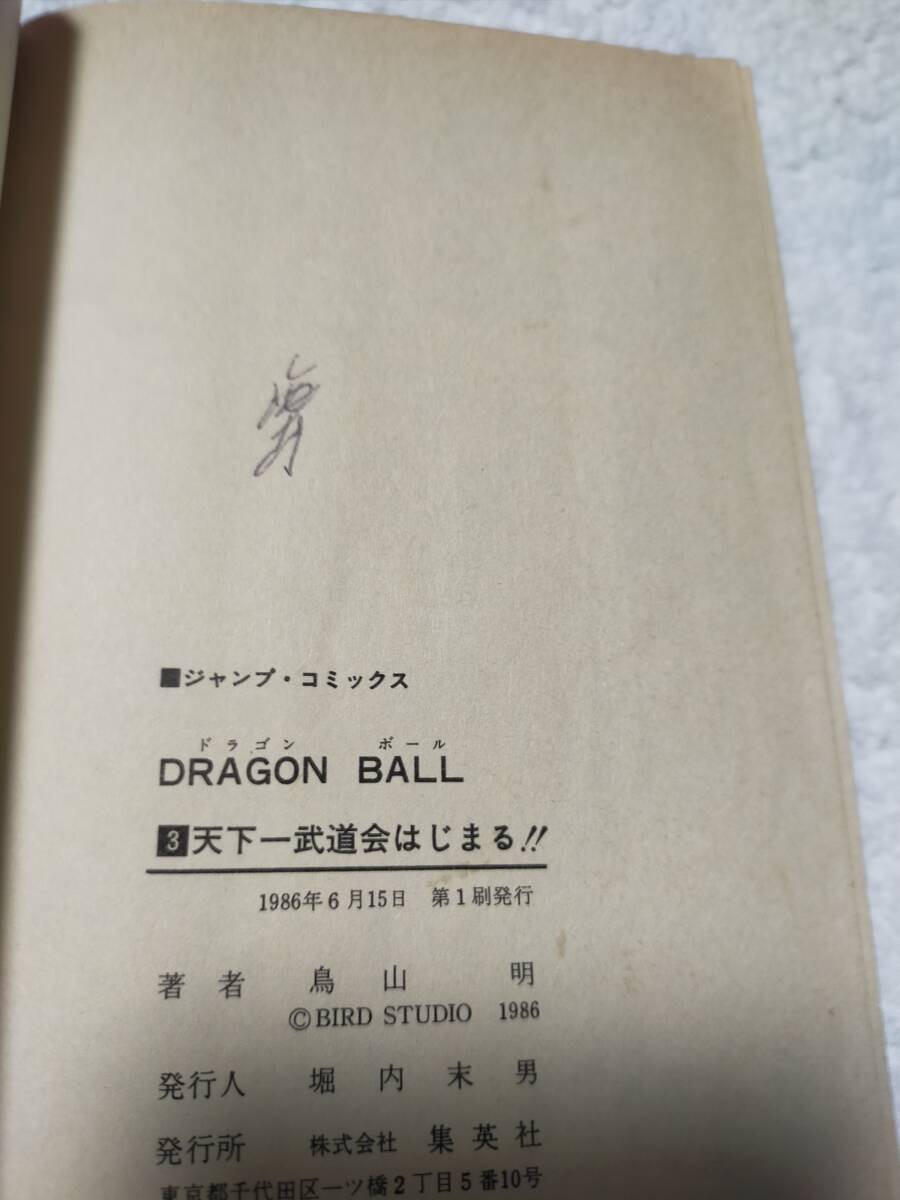 ■ジャンプ・コミックス
ドラゴン ボール
DRAGON BALL
3天下一武道会はじまる!!
1986年6月15日 第1刷発行
著者 鳥山 明
©BIRD STUDIO 1986
発行人 堀内末男
発行所 株式会社 集英社
東京都千代田区一ツ橋2丁目5番10号